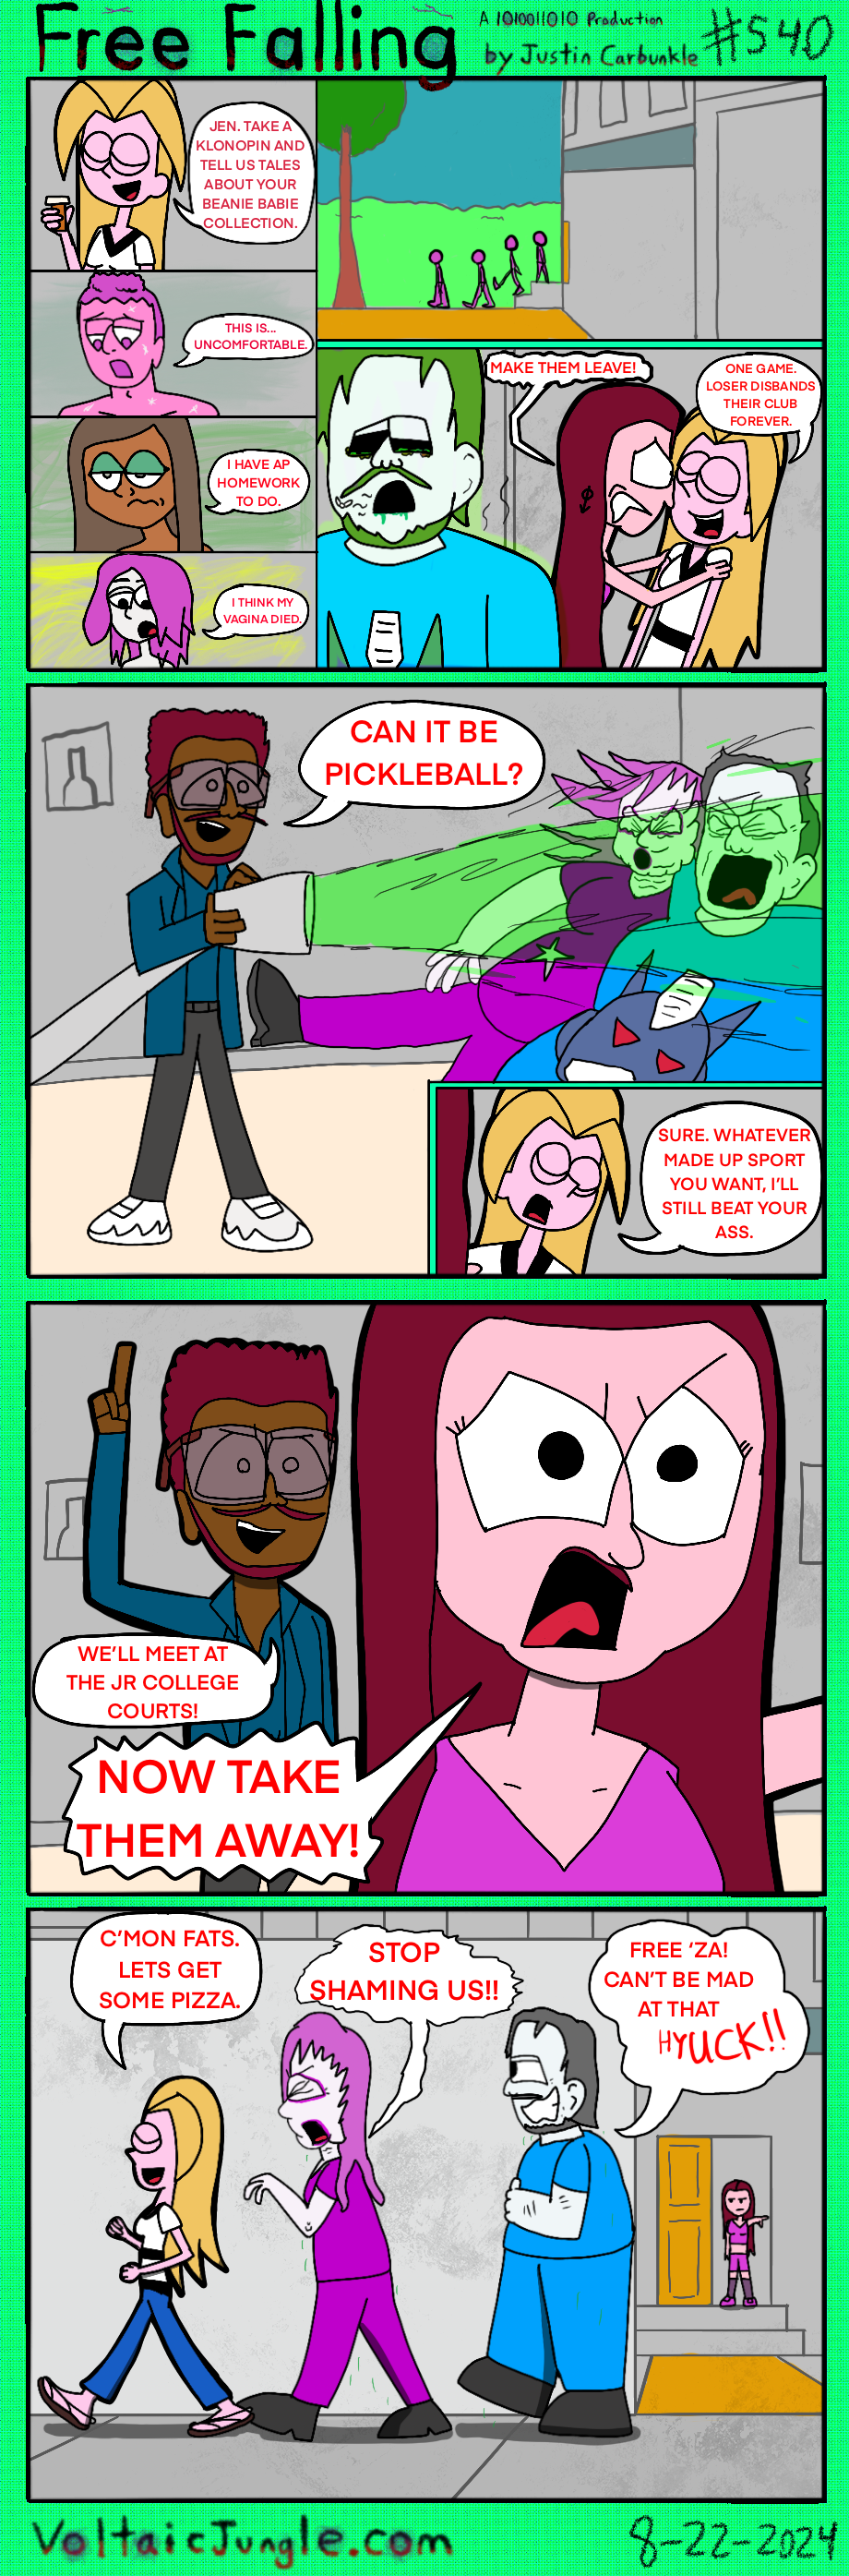 Free Falling
A 1010011010 Production
by Justin Carbunkle
#540
JEN. TAKE A
KLONOPIN AND
TELL US TALES
ABOUT YOUR
BEANIE BABIE
COLLECTION.
THIS IS...
UNCOMFORTABLE.
I HAVE AP
HOMEWORK
TO DO.
I THINK MY
VAGINA DIED.
MAKE THEM LEAVE!
ONE GAME.
LOSER DISBANDS
THEIR CLUB
FOREVER.
CAN IT BE
PICKLEBALL?
SURE. WHATEVER
MADE UP SPORT
YOU WANT, I'LL
STILL BEAT YOUR
ASS.
WE'LL MEET AT
THE JR COLLEGE
COURTS!
NOW TAKE
THEM AWAY!
C'MON FATS.
LETS GET
SOME PIZZA.
STOP
SHAMING US!!
FREE 'ZA!
CAN'T BE MAD
AT THAT
HYUCK!!
VoltaicJungle.com
8-22-2024